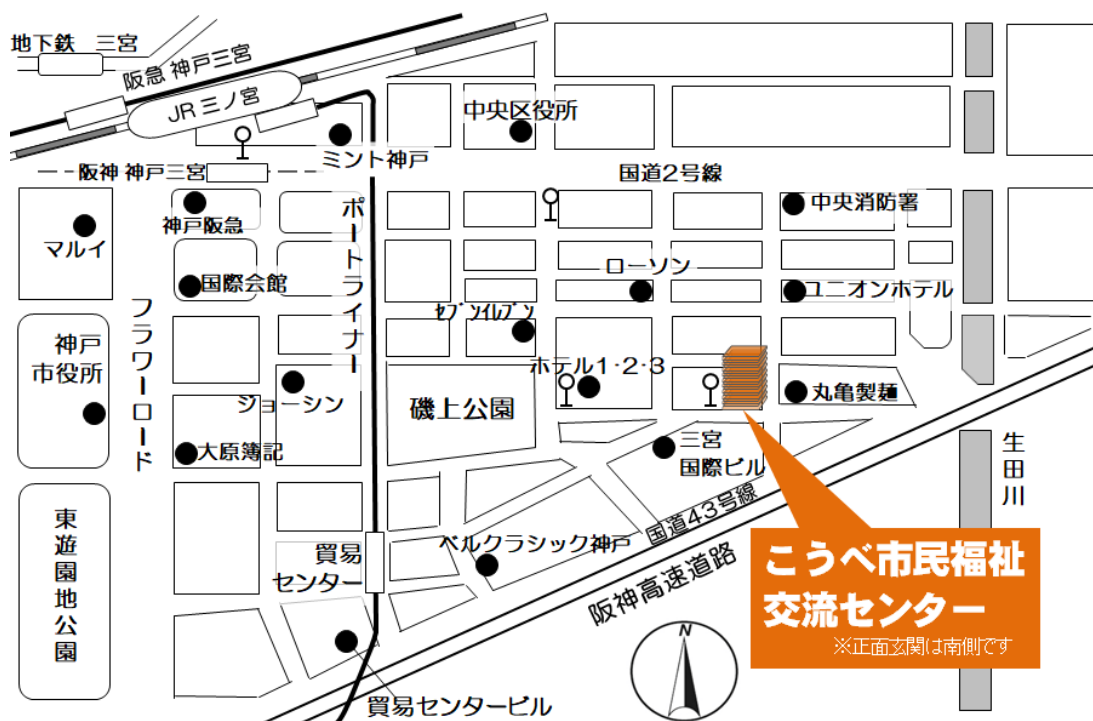 地下鉄 三宮
阪急 神戸三宮
JR 三ノ宮
中央区役所
ミント神戸
阪神 神戸三宮
国道2号線
神戸阪急
中央消防署
マルイ
ポートライナー
国際会館
ローソン
ユニオンホテル
フラワーロード
セブンイレブン
神戸
市役所
ホテル1・2・3
ジョーシン
磯上公園
丸亀製麺
大原簿記
三宮
国際ビル
生田川
国道43号線
東遊園地公園
貿易
センター
ベルクラシック神戸
阪神高速道路
こうべ市民福祉
交流センター
※正面玄関は南側です
N
貿易センタービル